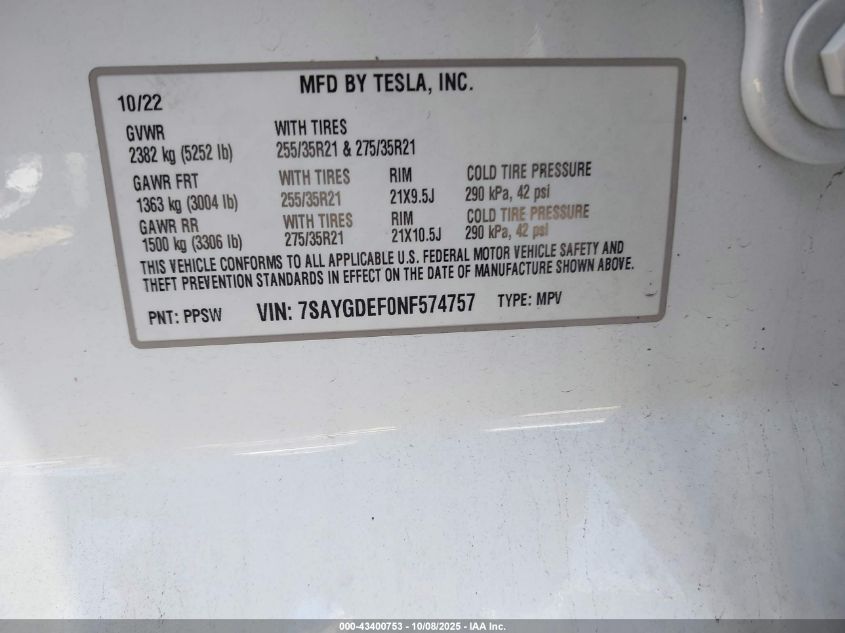 MFD BY TESLA, INC.
10/22
GVWR WITH TIRES
2382 kg (5252 lb) 255/35R21 & 275/35R21
GAWR FRT WITH TIRES RIM COLD TIRE PRESSURE
1363 kg (3004 lb) 255/35R21 21X9.5J 290 kPa, 42 psi
GAWR RR WITH TIRES RIM COLD TIRE PRESSURE
1500 kg (3306 lb) 275/35R21 21X10.5J 290 kPa, 42 psi
THIS VEHICLE CONFORMS TO ALL APPLICABLE U.S. FEDERAL MOTOR VEHICLE SAFETY AND
THEFT PREVENTION STANDARDS IN EFFECT ON THE DATE OF MANUFACTURE SHOWN ABOVE.
PNT: PPSW VIN: 7SAYGDEF0NF574757 TYPE: MPV
000-43400753 - 10/08/2025 - IAA Inc.